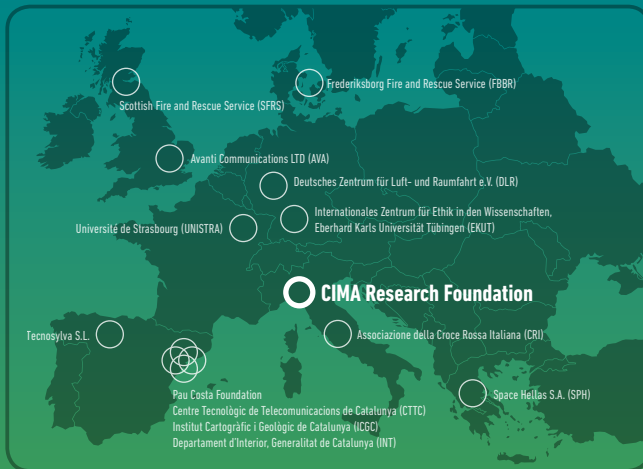 Frederiksborg Fire and Rescue Service (FBBR)
Scottish Fire and Rescue Service (SFRS)
Avanti Communications LTD (AVA)
Deutsches Zentrum für Luft- und Raumfahrt e.V. (DLR)
Internationales Zentrum für Ethik in den Wissenschaften,
Eberhard Karls Universität Tübingen (EKUT)
Université de Strasbourg (UNISTRA)
CIMA Research Foundation
Tecnosylva S.L.
Associazione della Croce Rossa Italiana (CRI)
Pau Costa Foundation
Centre Tecnològic de Telecomunicacions de Catalunya (CTTC)
Institut Cartogràfic i Geològic de Catalunya (ICGC)
Departament d'Interior, Generalitat de Catalunya (INT)
Space Hellas S.A. (SPH)